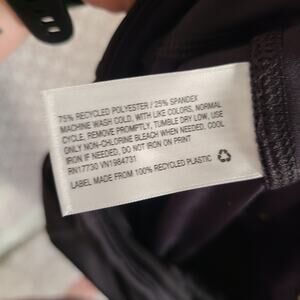 75% RECYCLED POLYESTER / 25% SPANDEX
MACHINE WASH COLD, WITH LIKE COLORS, NORMAL
CYCLE, REMOVE PROMPTLY, TUMBLE DRY LOW, USE
ONLY NON-CHLORINE BLEACH WHEN NEEDED, COOL
IRON IF NEEDED, DO NOT IRON ON PRINT
RN17730 VN1984731
LABEL MADE FROM 100% RECYCLED PLASTIC